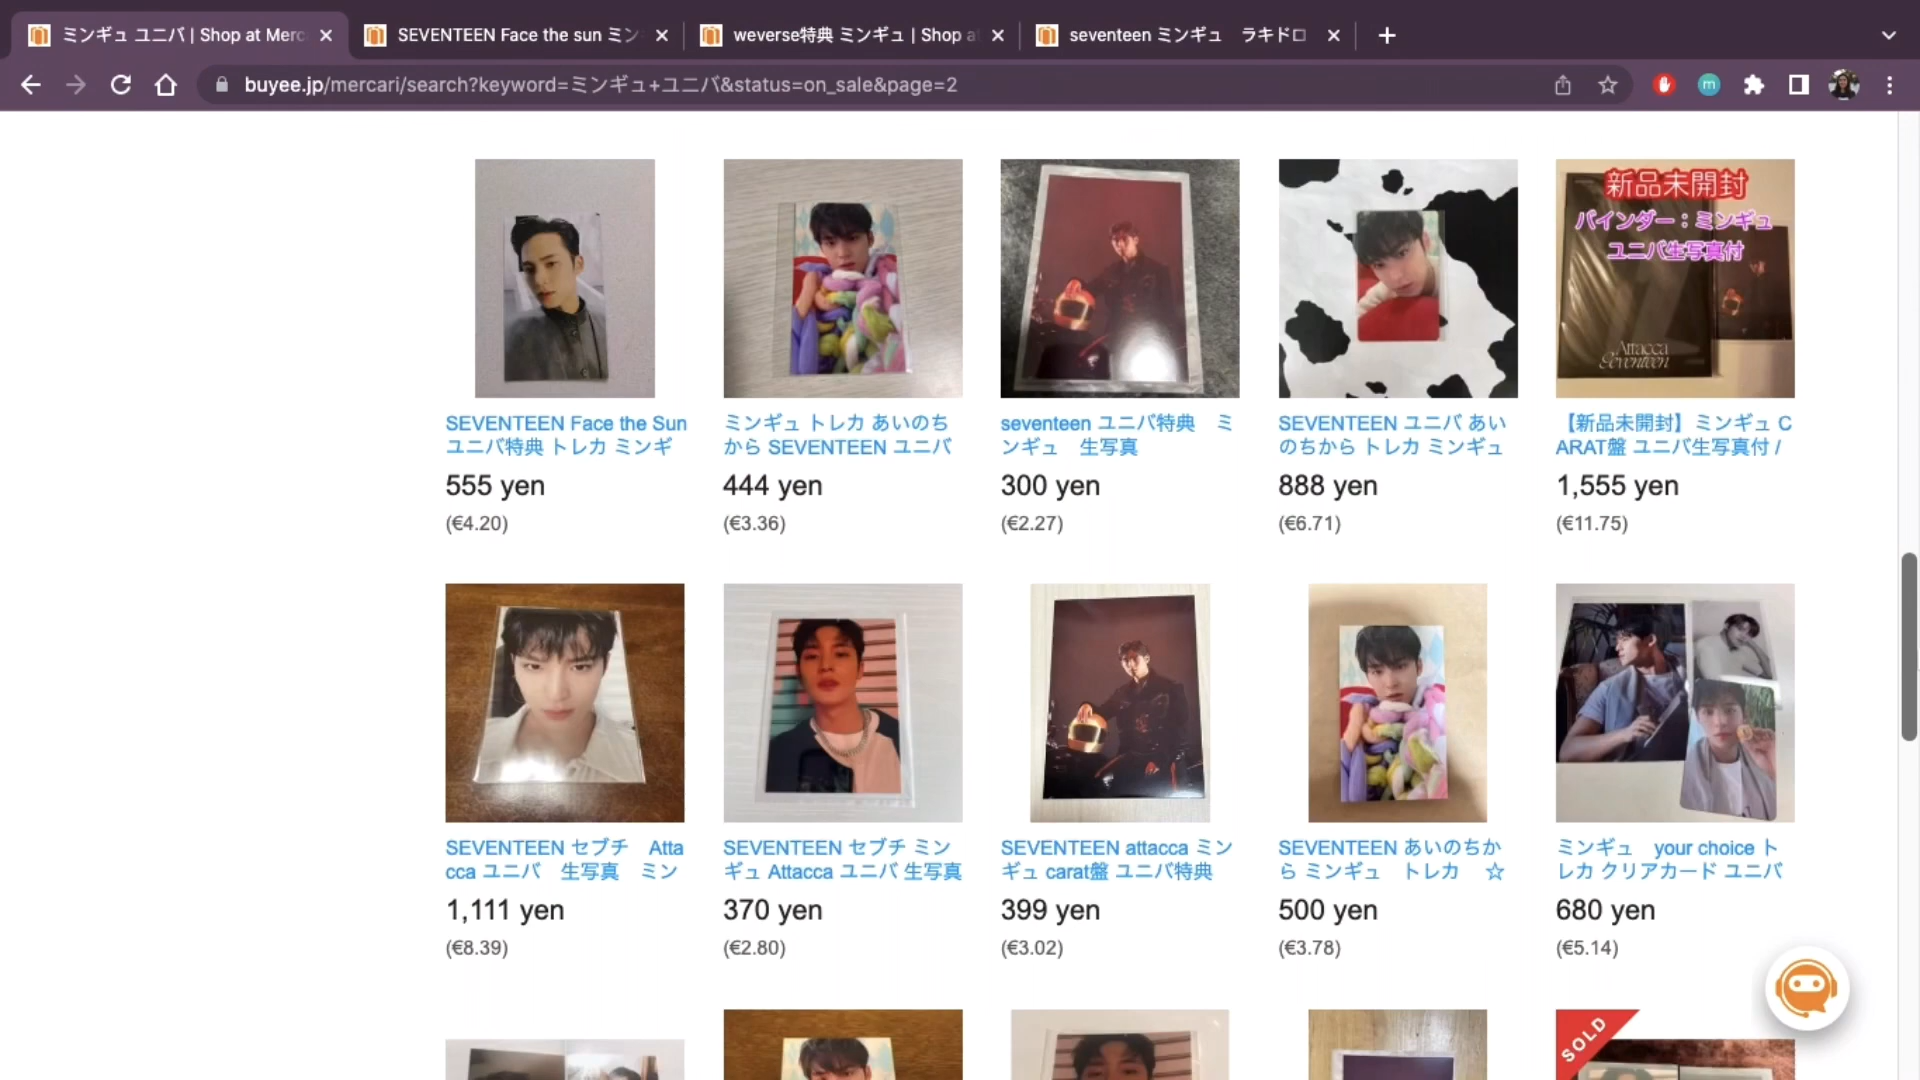 ミンギュ ユニバ | Shop at Merc
SEVENTEEN Face the sun ミン
weverse特典 ミンギュ | Shop a
seventeen ミンギュ ラキドロ
buyee.jp/mercari/search?keyword=ミンギュ+ユニバ&status=on_sale&page=2
m
新品未開封
バインダー：ミンギュ
ユニバ生写真付
Attacca
Seventeen
SEVENTEEN Face the Sun
ユニバ特典 トレカ ミンギ
555 yen
(€4.20)
ミンギュ トレカ あいのち
から SEVENTEEN ユニバ
444 yen
(€3.36)
seventeen ユニバ特典 ミ
ンギュ 生写真
300 yen
(€2.27)
SEVENTEEN ユニバ あい
のちから トレカ ミンギュ
888 yen
(€6.71)
【新品未開封】ミンギュ C
ARAT盤 ユニバ生写真付 /
1,555 yen
(€11.75)
SEVENTEEN セブチ Atta
cca ユニバ 生写真 ミン
1,111 yen
(€8.39)
SEVENTEEN セブチ ミン
ギュ Attacca ユニバ 生写真
370 yen
(€2.80)
SEVENTEEN attacca ミン
ギュ carat盤 ユニバ特典
399 yen
(€3.02)
SEVENTEEN あいのちか
ら ミンギュ トレカ ☆
500 yen
(€3.78)
ミンギュ your choice ト
レカ クリアカード ユニバ
680 yen
(€5.14)
SOLD